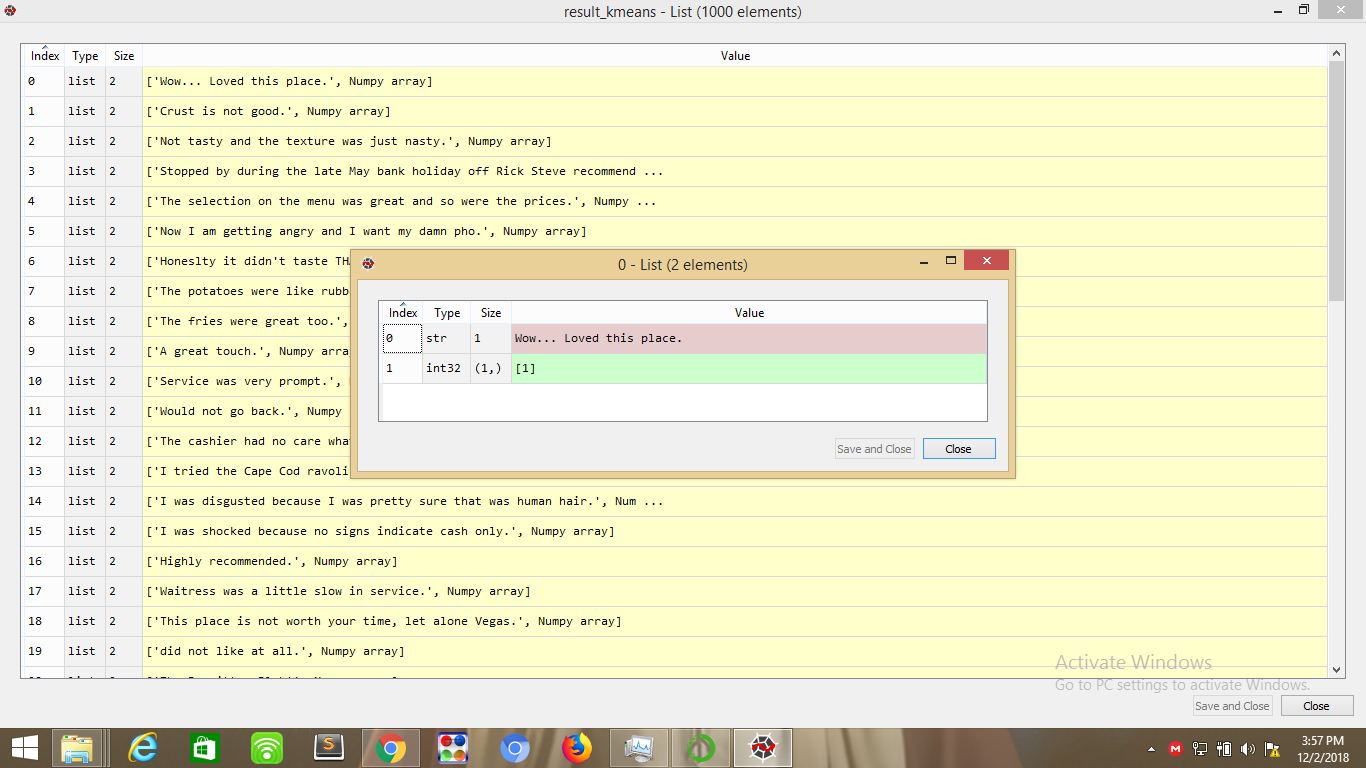 result_kmeans - List (1000 elements)
Index Type Size Value
0 list 2 ['Wow... Loved this place.', Numpy array]
1 list 2 ['Crust is not good.', Numpy array]
2 list 2 ['Not tasty and the texture was just nasty.', Numpy array]
3 list 2 ['Stopped by during the late May bank holiday off Rick Steve recommend ...
4 list 2 ['The selection on the menu was great and so were the prices.', Numpy ...
5 list 2 ['Now I am getting angry and I want my damn pho.', Numpy array]
6 list 2 ['Honeslty it didn't taste TH
7 list 2 ['The potatoes were like rubb
8 list 2 ['The fries were great too.',
9 list 2 ['A great touch.', Numpy arra
10 list 2 ['Service was very prompt.',
11 list 2 ['Would not go back.', Numpy
12 list 2 ['The cashier had no care wha
13 list 2 ['I tried the Cape Cod ravoli
14 list 2 ['I was disgusted because I was pretty sure that was human hair.', Num ...
15 list 2 ['I was shocked because no signs indicate cash only.', Numpy array]
16 list 2 ['Highly recommended.', Numpy array]
17 list 2 ['Waitress was a little slow in service.', Numpy array]
18 list 2 ['This place is not worth your time, let alone Vegas.', Numpy array]
19 list 2 ['did not like at all.', Numpy array]
0 - List (2 elements)
Index Type Size Value
0 str 1 Wow... Loved this place.
1 int32 (1,) [1]
Save and Close Close
Activate Windows
Go to PC settings to activate Windows.
Save and Close Close
3:57 PM
12/2/2018